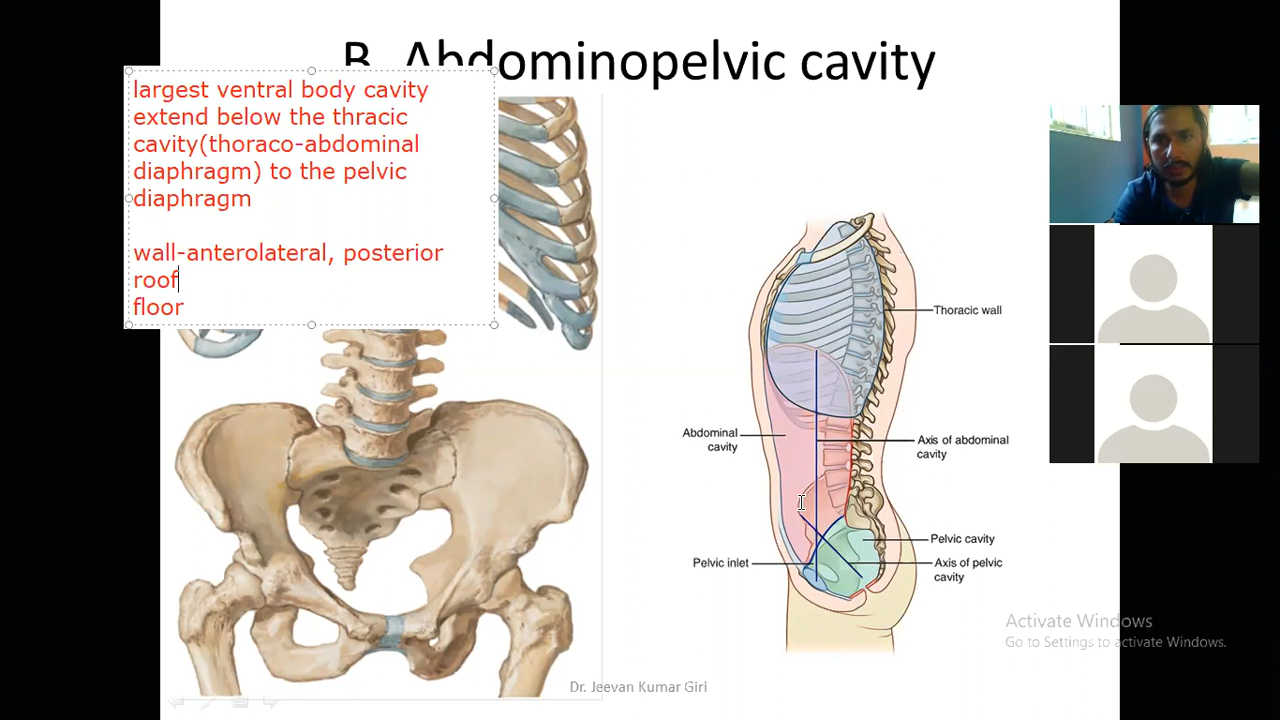 B. Abdominopelvic cavity
largest ventral body cavity
extend below the thracic
cavity(thoraco-abdominal
diaphragm) to the pelvic
diaphragm
wall-anterolateral, posterior
roof
floor
Thoracic wall
Abdominal
cavity
Axis of abdominal
cavity
Pelvic cavity
Pelvic inlet
Axis of pelvic
cavity
Activate Windows
Go to Settings to activate Windows.
Dr. Jeevan Kumar Giri